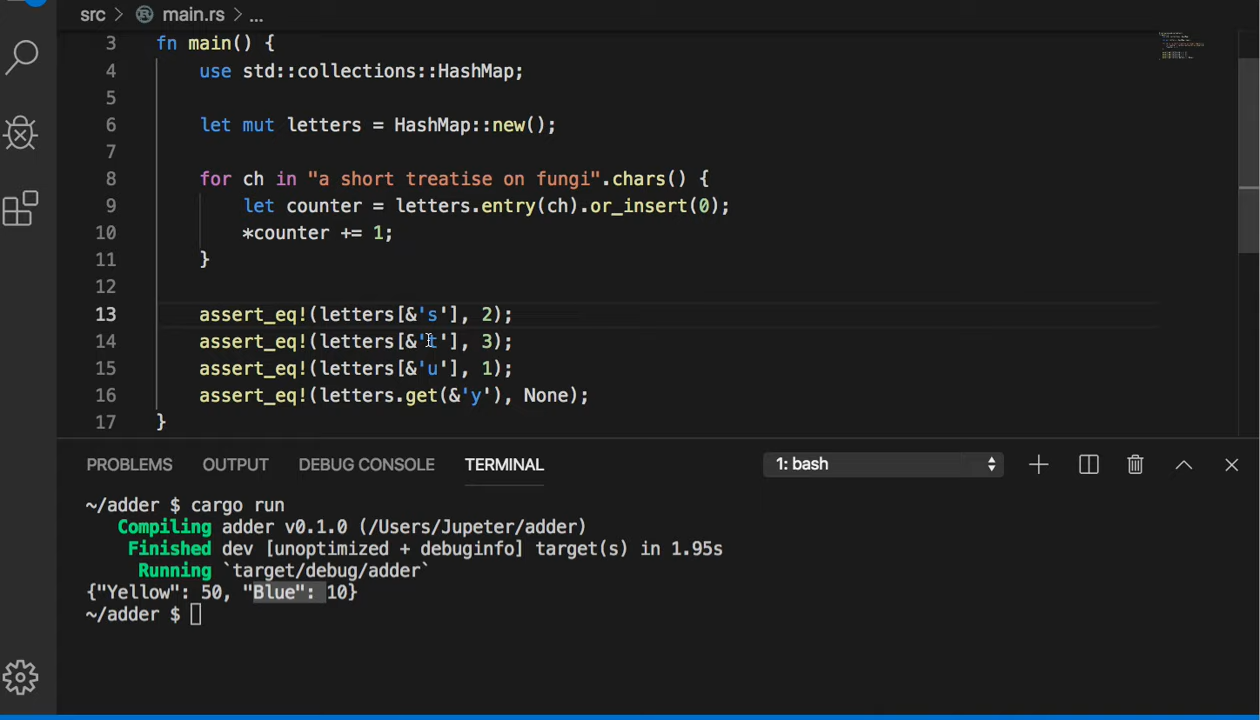 src > main.rs > ...
3 fn main() {
4 use std::collections::HashMap;
5
6 let mut letters = HashMap::new();
7
8 for ch in "a short treatise on fungi".chars() {
9 let counter = letters.entry(ch).or_insert(0);
10 *counter += 1;
11 }
12
13 assert_eq!(letters[&'s'], 2);
14 assert_eq!(letters[&'t'], 3);
15 assert_eq!(letters[&'u'], 1);
16 assert_eq!(letters.get(&'y'), None);
17 }
PROBLEMS OUTPUT DEBUG CONSOLE TERMINAL 1: bash
~/adder $ cargo run
Compiling adder v0.1.0 (/Users/Jupeter/adder)
Finished dev [unoptimized + debuginfo] target(s) in 1.95s
Running `target/debug/adder`
{"Yellow": 50, "Blue": 10}
~/adder $